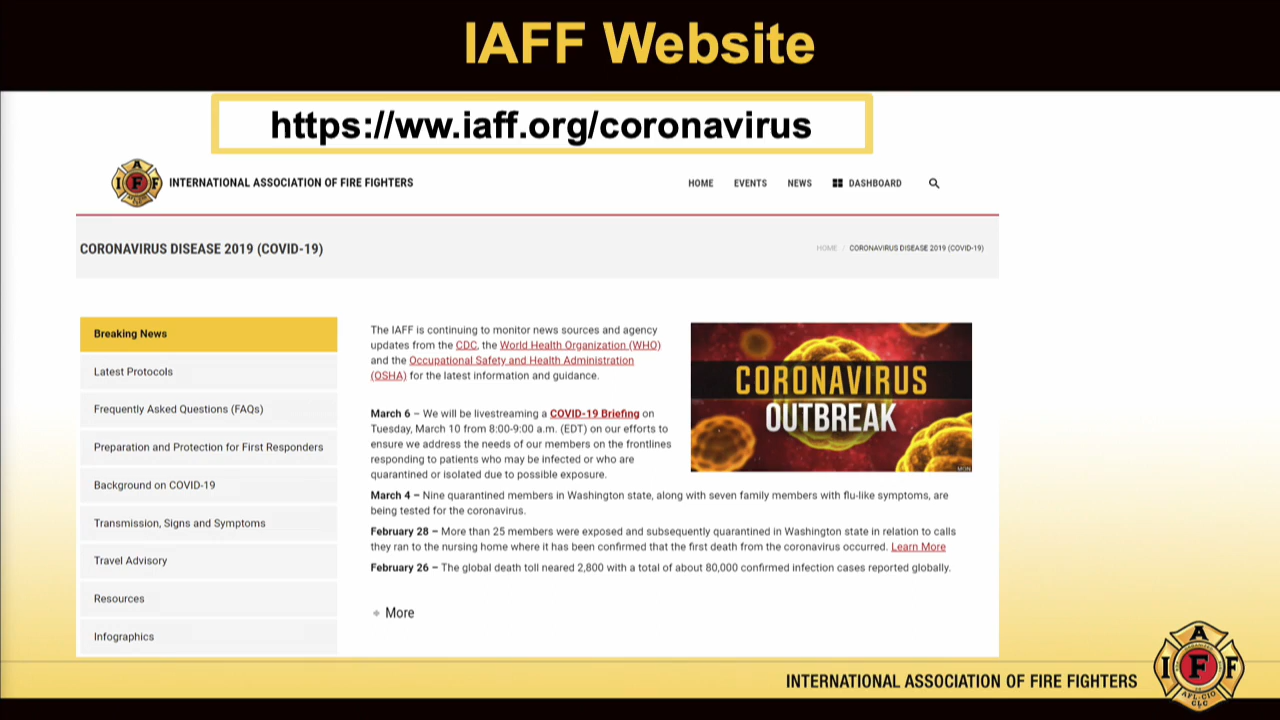 IAFF Website
https://ww.iaff.org/coronavirus
A
I F F
INTERNATIONAL ASSOCIATION OF FIRE FIGHTERS
HOME EVENTS NEWS DASHBOARD
CORONAVIRUS DISEASE 2019 (COVID-19)
HOME / CORONAVIRUS DISEASE 2019 (COVID-19)
Breaking News
Latest Protocols
Frequently Asked Questions (FAQs)
Preparation and Protection for First Responders
Background on COVID-19
Transmission, Signs and Symptoms
Travel Advisory
Resources
Infographics
The IAFF is continuing to monitor news sources and agency
updates from the CDC, the World Health Organization (WHO)
and the Occupational Safety and Health Administration
(OSHA) for the latest information and guidance.
March 6 – We will be livestreaming a COVID-19 Briefing on
Tuesday, March 10 from 8:00-9:00 a.m. (EDT) on our efforts to
ensure we address the needs of our members on the frontlines
responding to patients who may be infected or who are
quarantined or isolated due to possible exposure.
CORONAVIRUS
OUTBREAK
March 4 – Nine quarantined members in Washington state, along with seven family members with flu-like symptoms, are
being tested for the coronavirus.
February 28 – More than 25 members were exposed and subsequently quarantined in Washington state in relation to calls
they ran to the nursing home where it has been confirmed that the first death from the coronavirus occurred. Learn More
February 26 – The global death toll neared 2,800 with a total of about 80,000 confirmed infection cases reported globally.
More
INTERNATIONAL ASSOCIATION OF FIRE FIGHTERS
A
I F F
AFL-CIO
CLC